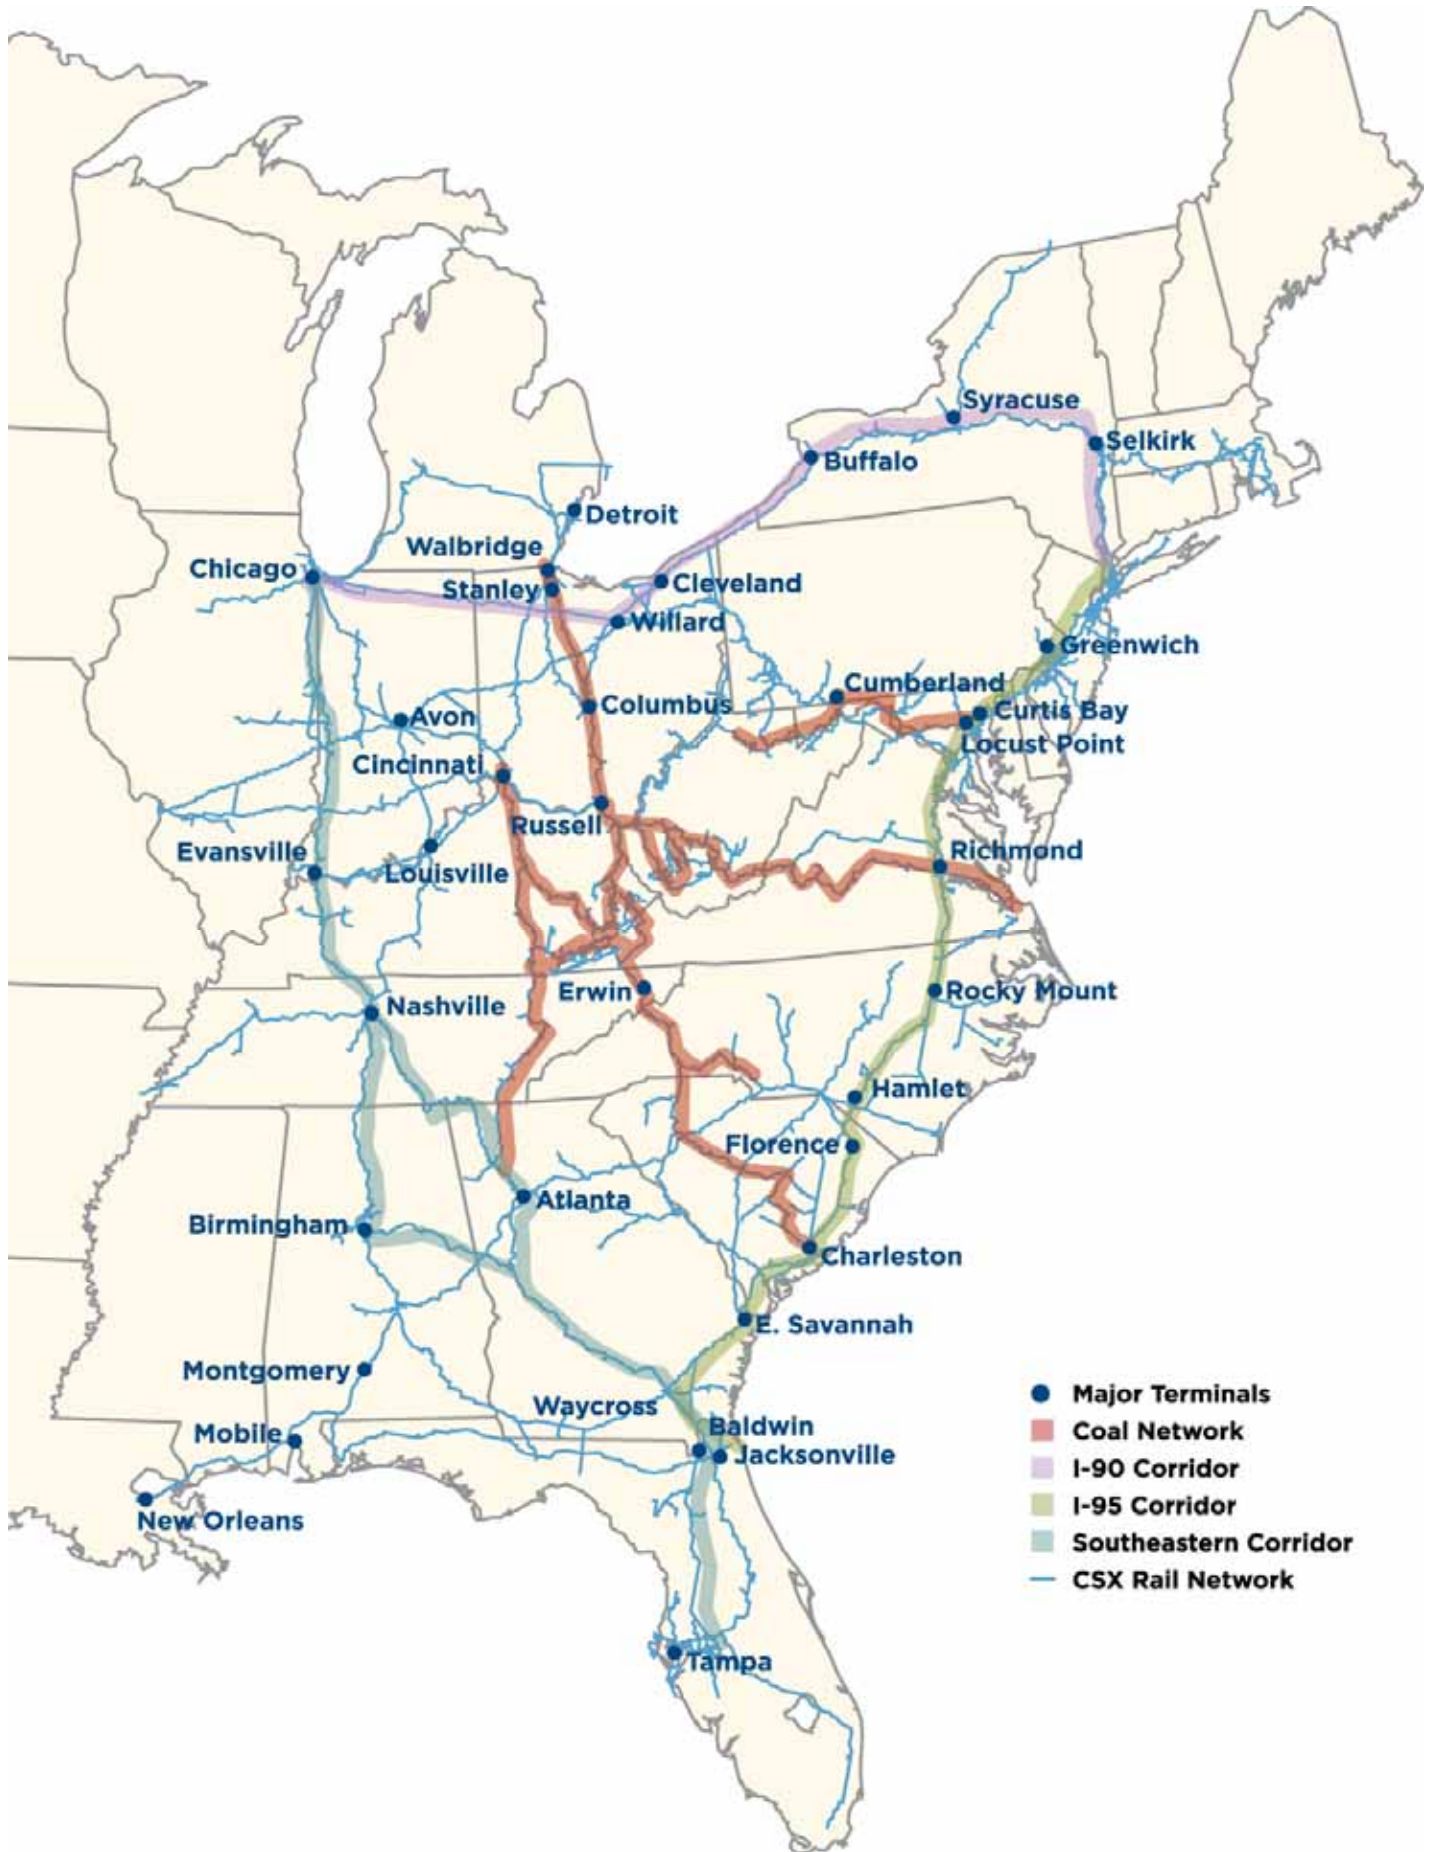 Syracuse
Selkirk
Buffalo
Detroit
Walbridge
Chicago
Stanley
Cleveland
Willard
Greenwich
Cumberland
Columbus
Curtis Bay
Avon
Locust Point
Cincinnati
Russell
Evansville
Louisville
Richmond
Erwin
Rocky Mount
Nashville
Hamlet
Florence
Atlanta
Birmingham
Charleston
E. Savannah
Montgomery
Waycross
Mobile
Baldwin
Jacksonville
New Orleans
Tampa
Major Terminals
Coal Network
I-90 Corridor
I-95 Corridor
Southeastern Corridor
CSX Rail Network